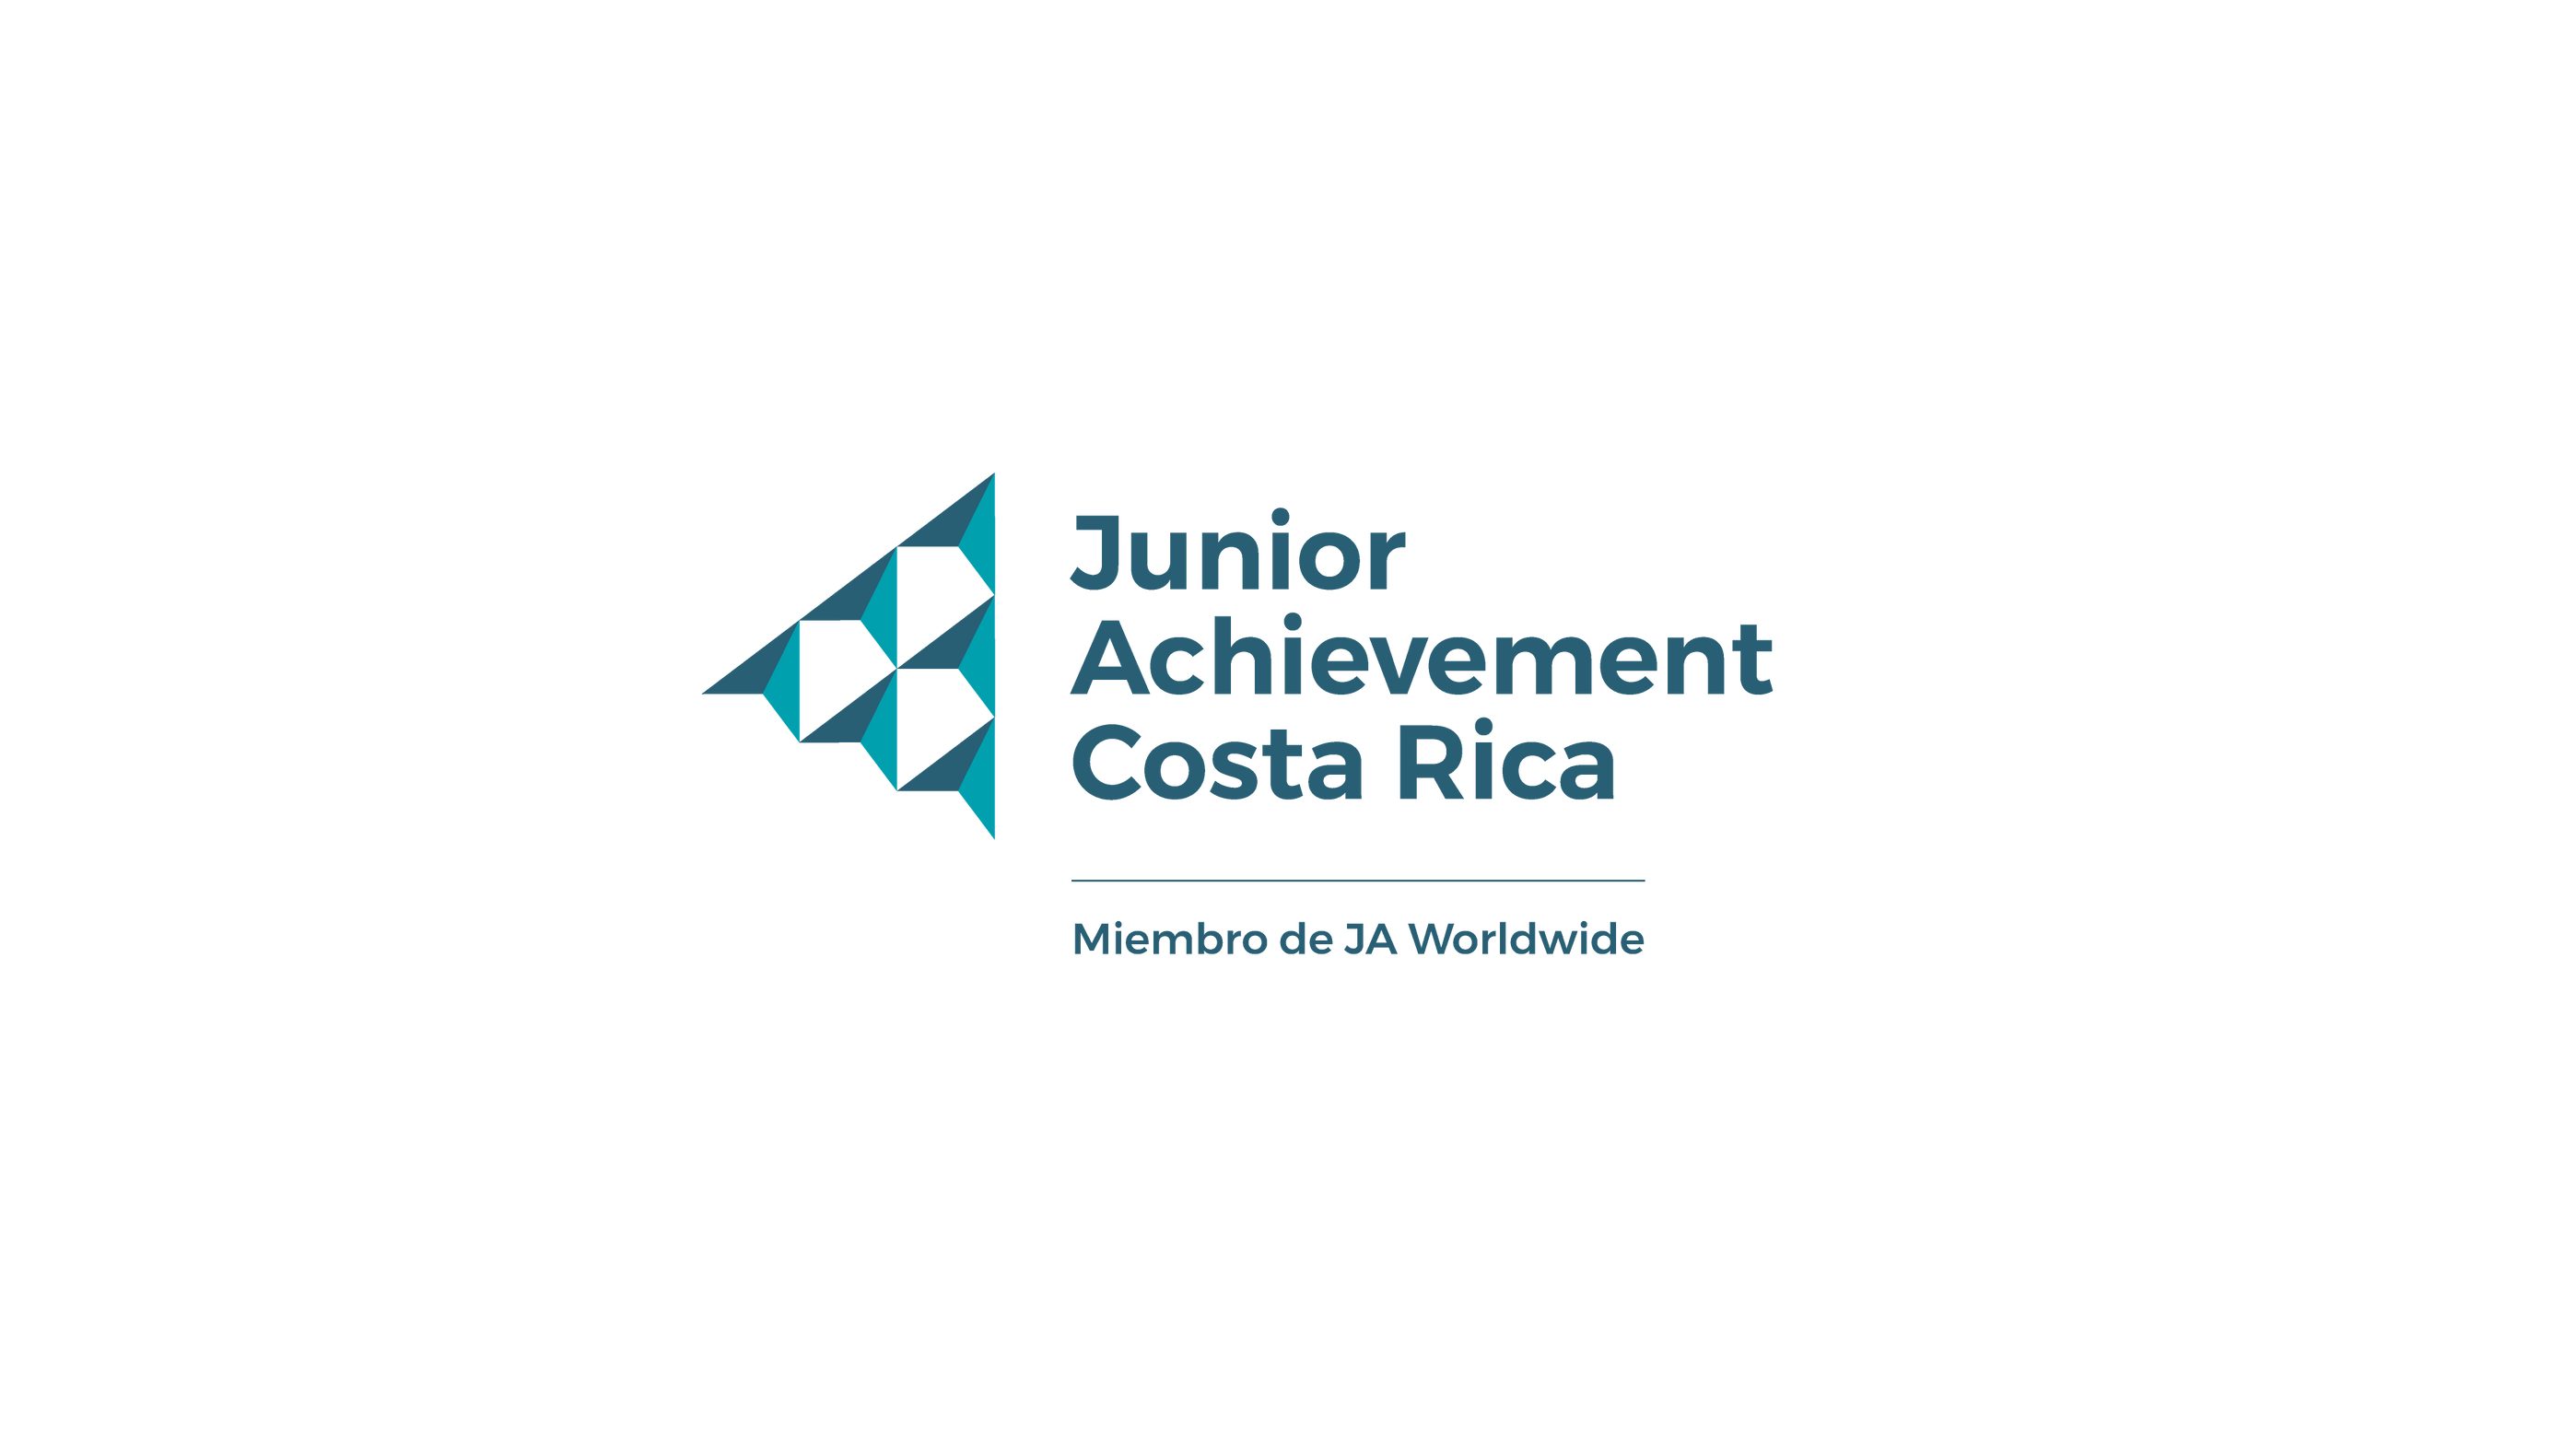 Junior
Achievement
Costa Rica
Miembro de JA Worldwide